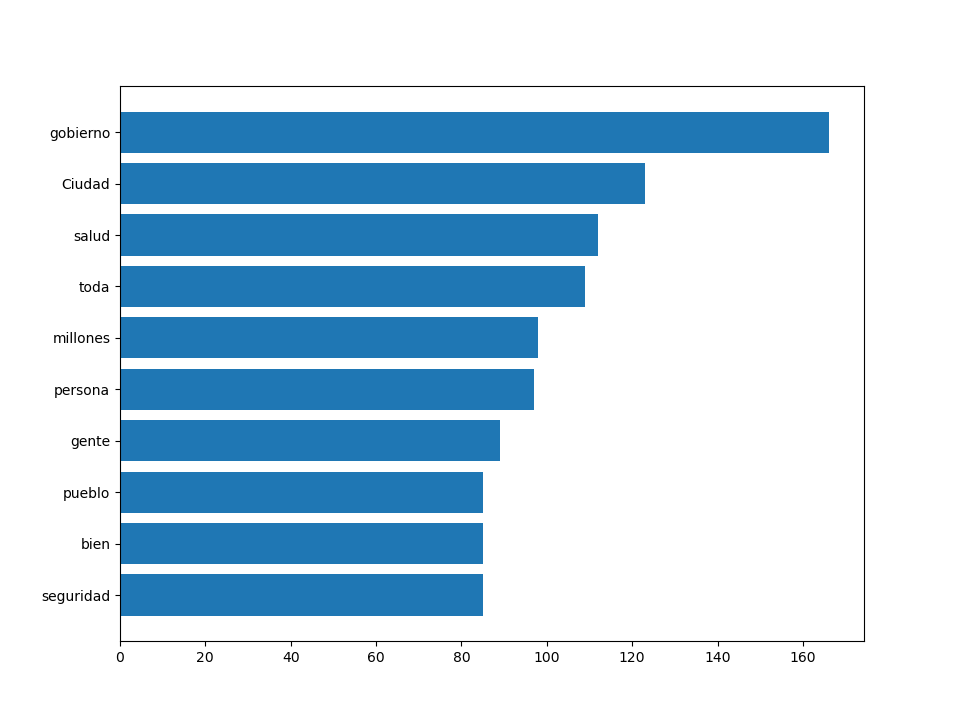 gobierno
Ciudad
salud
toda
millones
persona
gente
pueblo
bien
seguridad
0 20 40 60 80 100 120 140 160